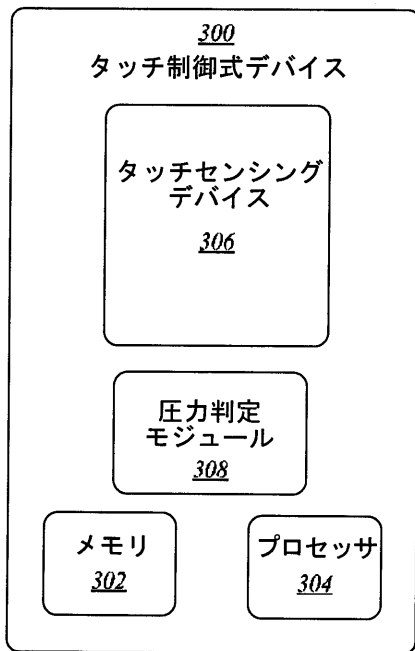 300
タッチ制御式デバイス
タッチセンシング
デバイス
306
圧力判定
モジュール
308
メモリ
302
プロセッサ
304